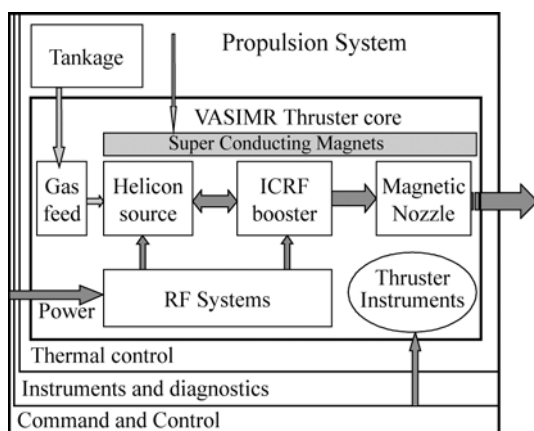 Propulsion System
Tankage
VASIMR Thruster core
Super Conducting Magnets
Gas
feed
Helicon
source
ICRF
booster
Magnetic
Nozzle
Power
RF Systems
Thruster
Instruments
Thermal control
Instruments and diagnostics
Command and Control